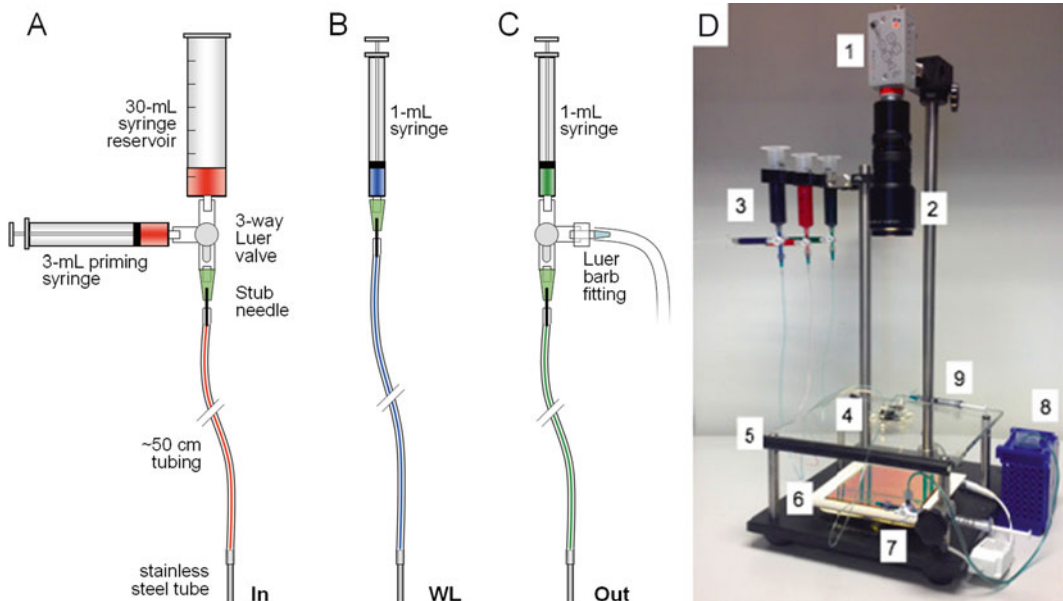 A
30-mL
syringe
reservoir
3-mL priming
syringe
3-way
Luer
valve
Stub
needle
~50 cm
tubing
stainless
steel tube
In
B
1-mL
syringe
WL
C
1-mL
syringe
Luer
barb
fitting
Out
D
1
2
3
4
5
6
7
8
9